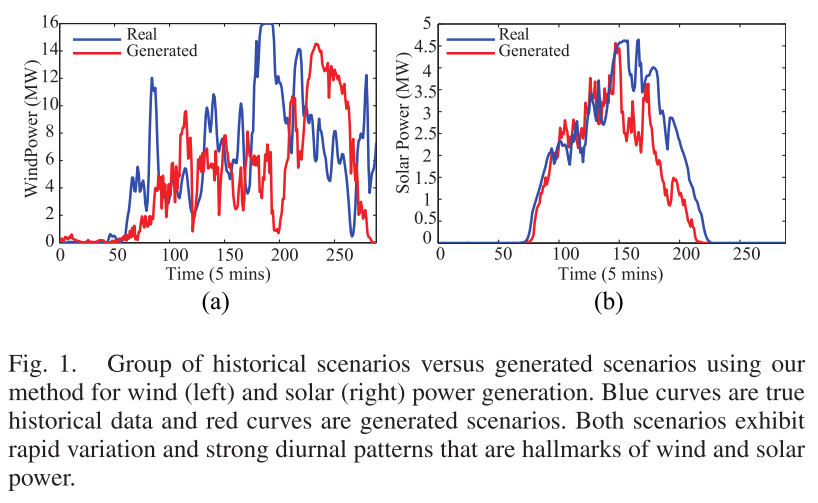 16
14
12
10
8
6
4
2
0
WindPower (MW)
Real
Generated
0 50 100 150 200 250
Time (5 mins)
(a)
5
4.5
4
3.5
3
2.5
2
1.5
1
0.5
0
Solar Power (MW)
Real
Generated
0 50 100 150 200 250
Time (5 mins)
(b)
Fig. 1. Group of historical scenarios versus generated scenarios using our
method for wind (left) and solar (right) power generation. Blue curves are true
historical data and red curves are generated scenarios. Both scenarios exhibit
rapid variation and strong diurnal patterns that are hallmarks of wind and solar
power.